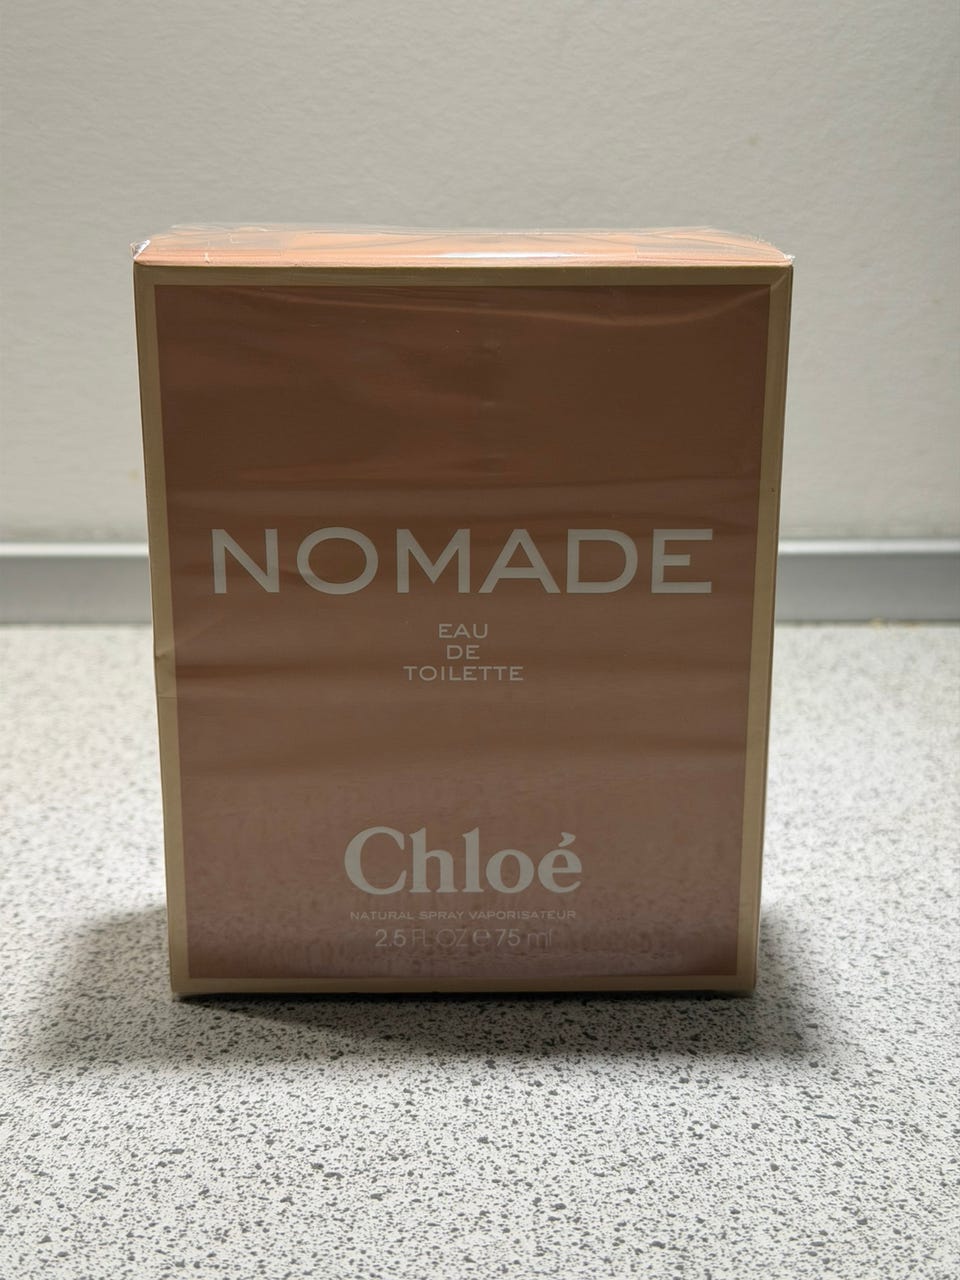 NOMADE
EAU
DE
TOILETTE
Chloé
NATURAL SPRAY VAPORISATEUR
2.5 FL OZ ℮ 75 ml